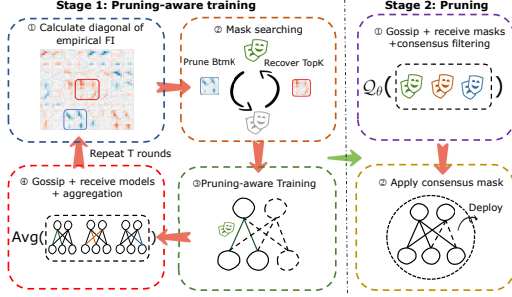 Stage 1: Pruning-aware training
Stage 2: Pruning
① Calculate diagonal of
empirical FI
② Mask searching
Prune BtmK
Recover TopK
① Gossip + receive masks
+consensus filtering
𝒬θ( )
Repeat T rounds
④ Gossip + receive models
+ aggregation
Avg( )
③Pruning-aware Training
② Apply consensus mask
Deploy